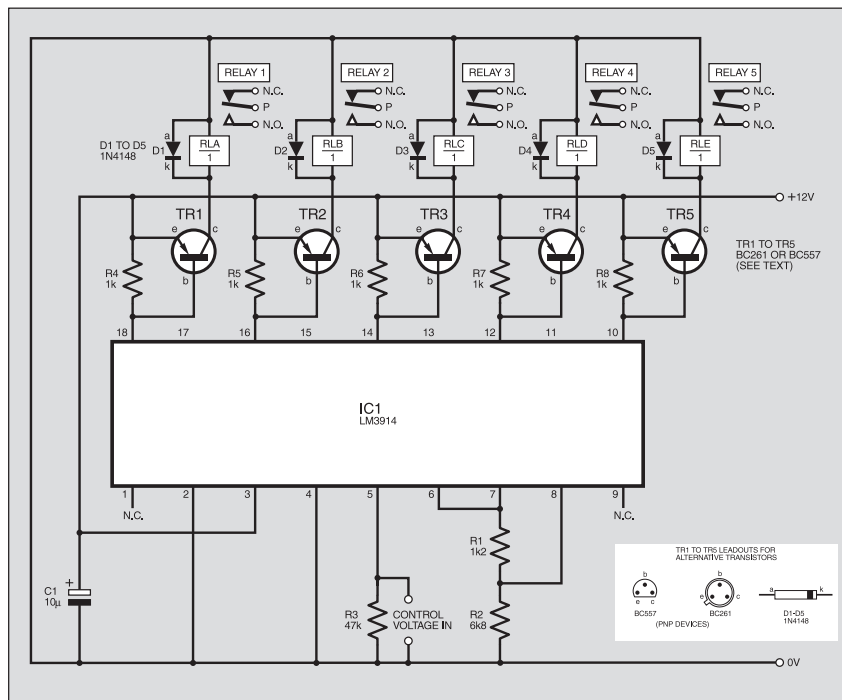 RELAY 1
RELAY 2
RELAY 3
RELAY 4
RELAY 5
N.C.
N.C.
N.C.
N.C.
N.C.
P
P
P
P
P
N.O.
N.O.
N.O.
N.O.
N.O.
D1 TO D5
1N4148
a
D1
k
RLA
1
a
D2
k
RLB
1
a
D3
k
RLC
1
a
D4
k
RLD
1
a
D5
k
RLE
1
+12V
TR1
TR2
TR3
TR4
TR5
e
c
b
e
c
b
e
c
b
e
c
b
e
c
b
TR1 TO TR5
BC261 OR BC557
(SEE TEXT)
R4
1k
R5
1k
R6
1k
R7
1k
R8
1k
18
17
16
15
14
13
12
11
10
IC1
LM3914
1
2
3
4
5
6
7
8
9
N.C.
N.C.
R1
1k2
C1
+
10µ
R3
47k
CONTROL
VOLTAGE IN
R2
6k8
0V
TR1 TO TR5 LEADOUTS FOR
ALTERNATIVE TRANSISTORS
b
e
c
BC557
b
e
c
BC261
(PNP DEVICES)
a
k
D1-D5
1N4148